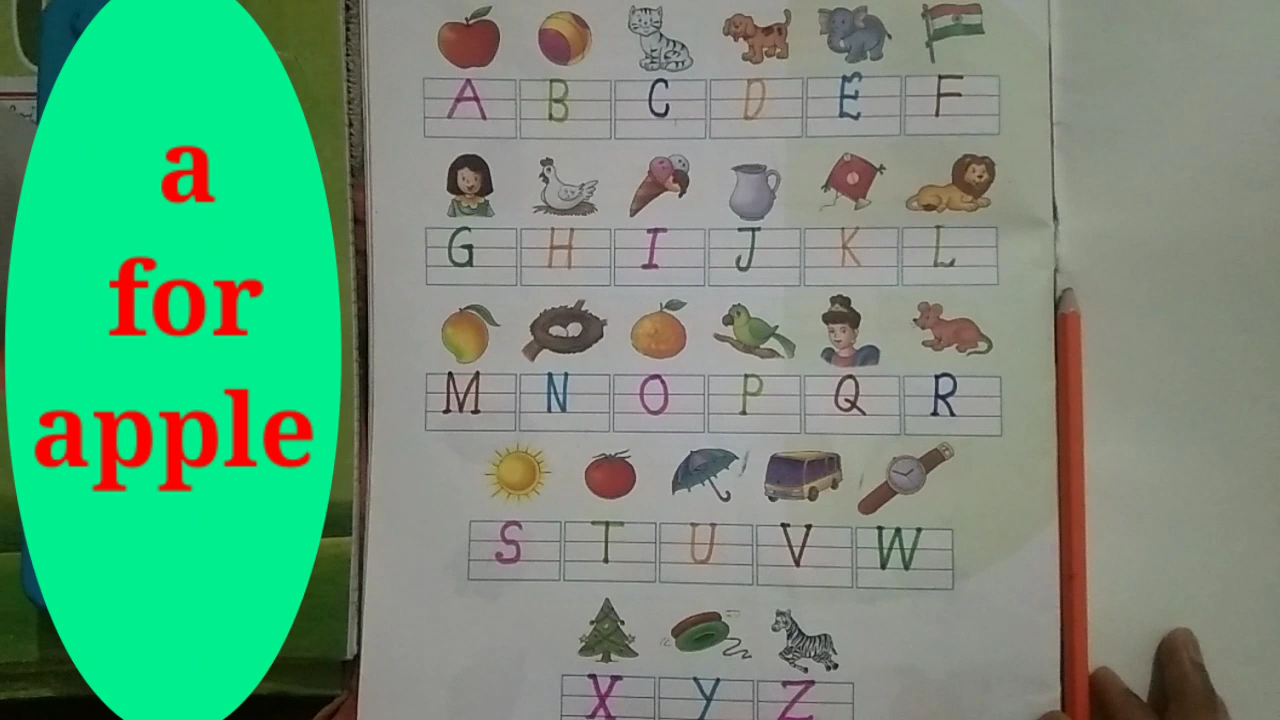 a
for
apple
A B C D E F
G H I J K L
M N O P Q R
S T U V W
X Y Z